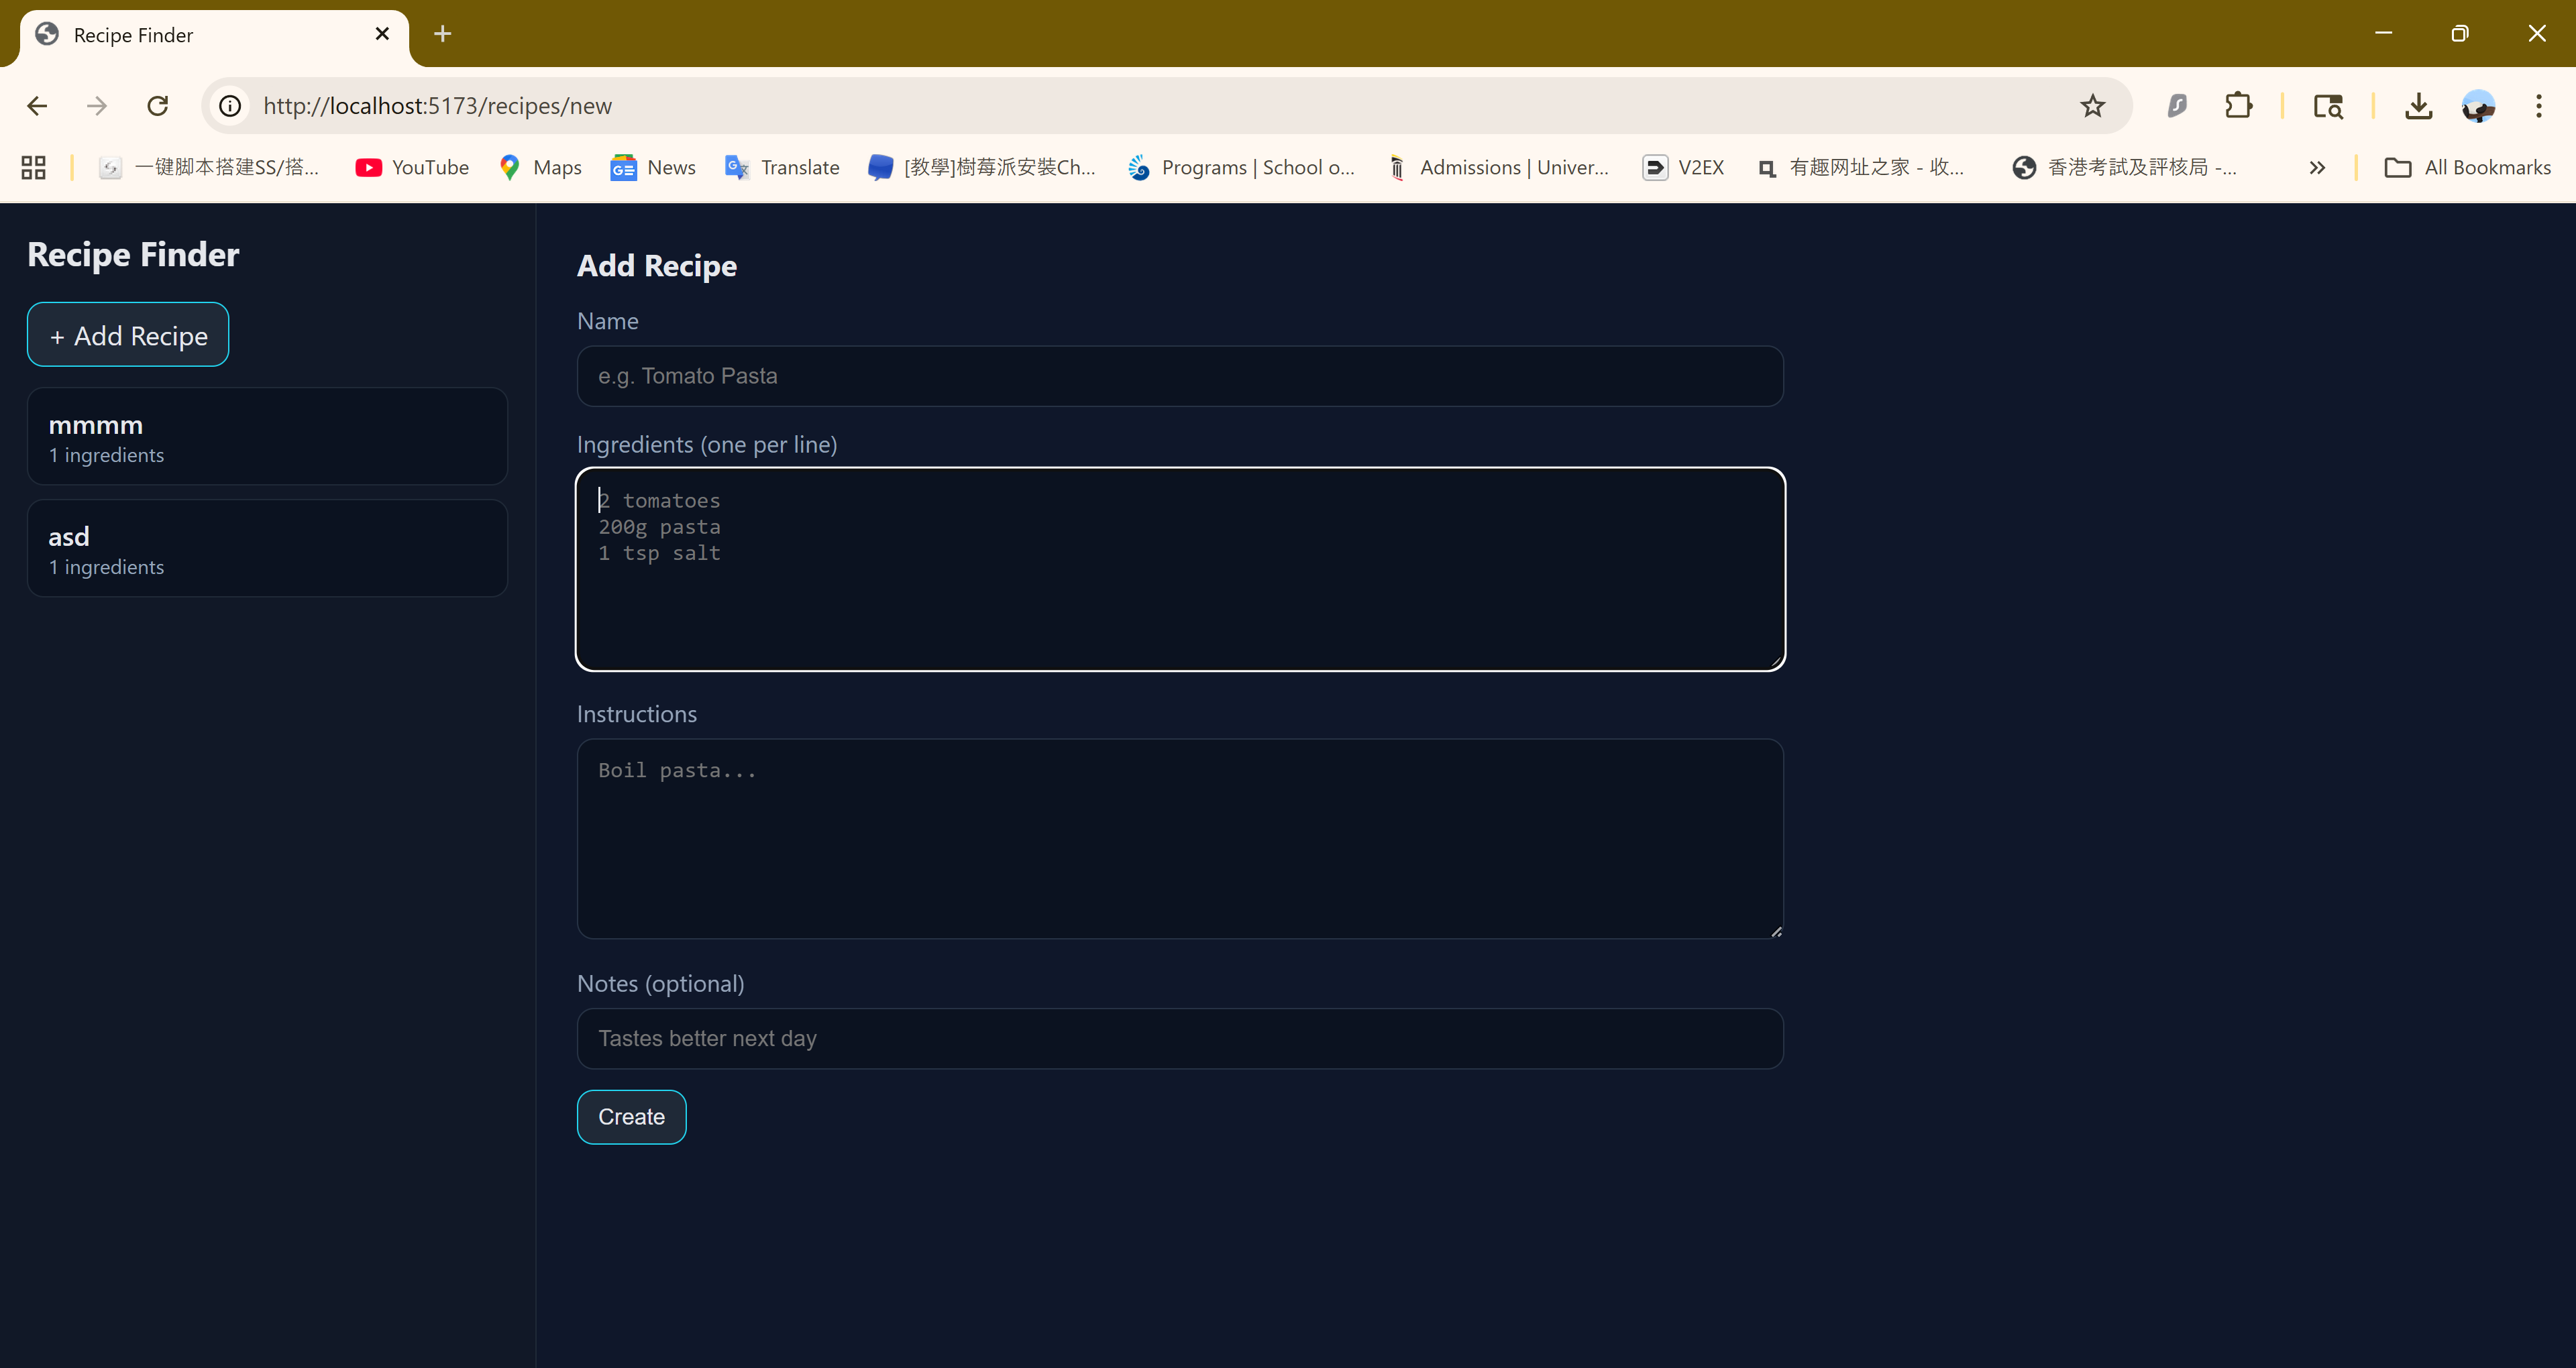 Recipe Finder
http://localhost:5173/recipes/new
一键脚本搭建SS/搭...
YouTube
Maps
News
Translate
[教學]樹莓派安裝Ch...
Programs | School o...
Admissions | Univer...
V2EX
有趣网址之家 - 收...
香港考試及評核局 -...
All Bookmarks
Recipe Finder
+ Add Recipe
mmmm
1 ingredients
asd
1 ingredients
Add Recipe
Name
e.g. Tomato Pasta
Ingredients (one per line)
2 tomatoes
200g pasta
1 tsp salt
Instructions
Boil pasta...
Notes (optional)
Tastes better next day
Create